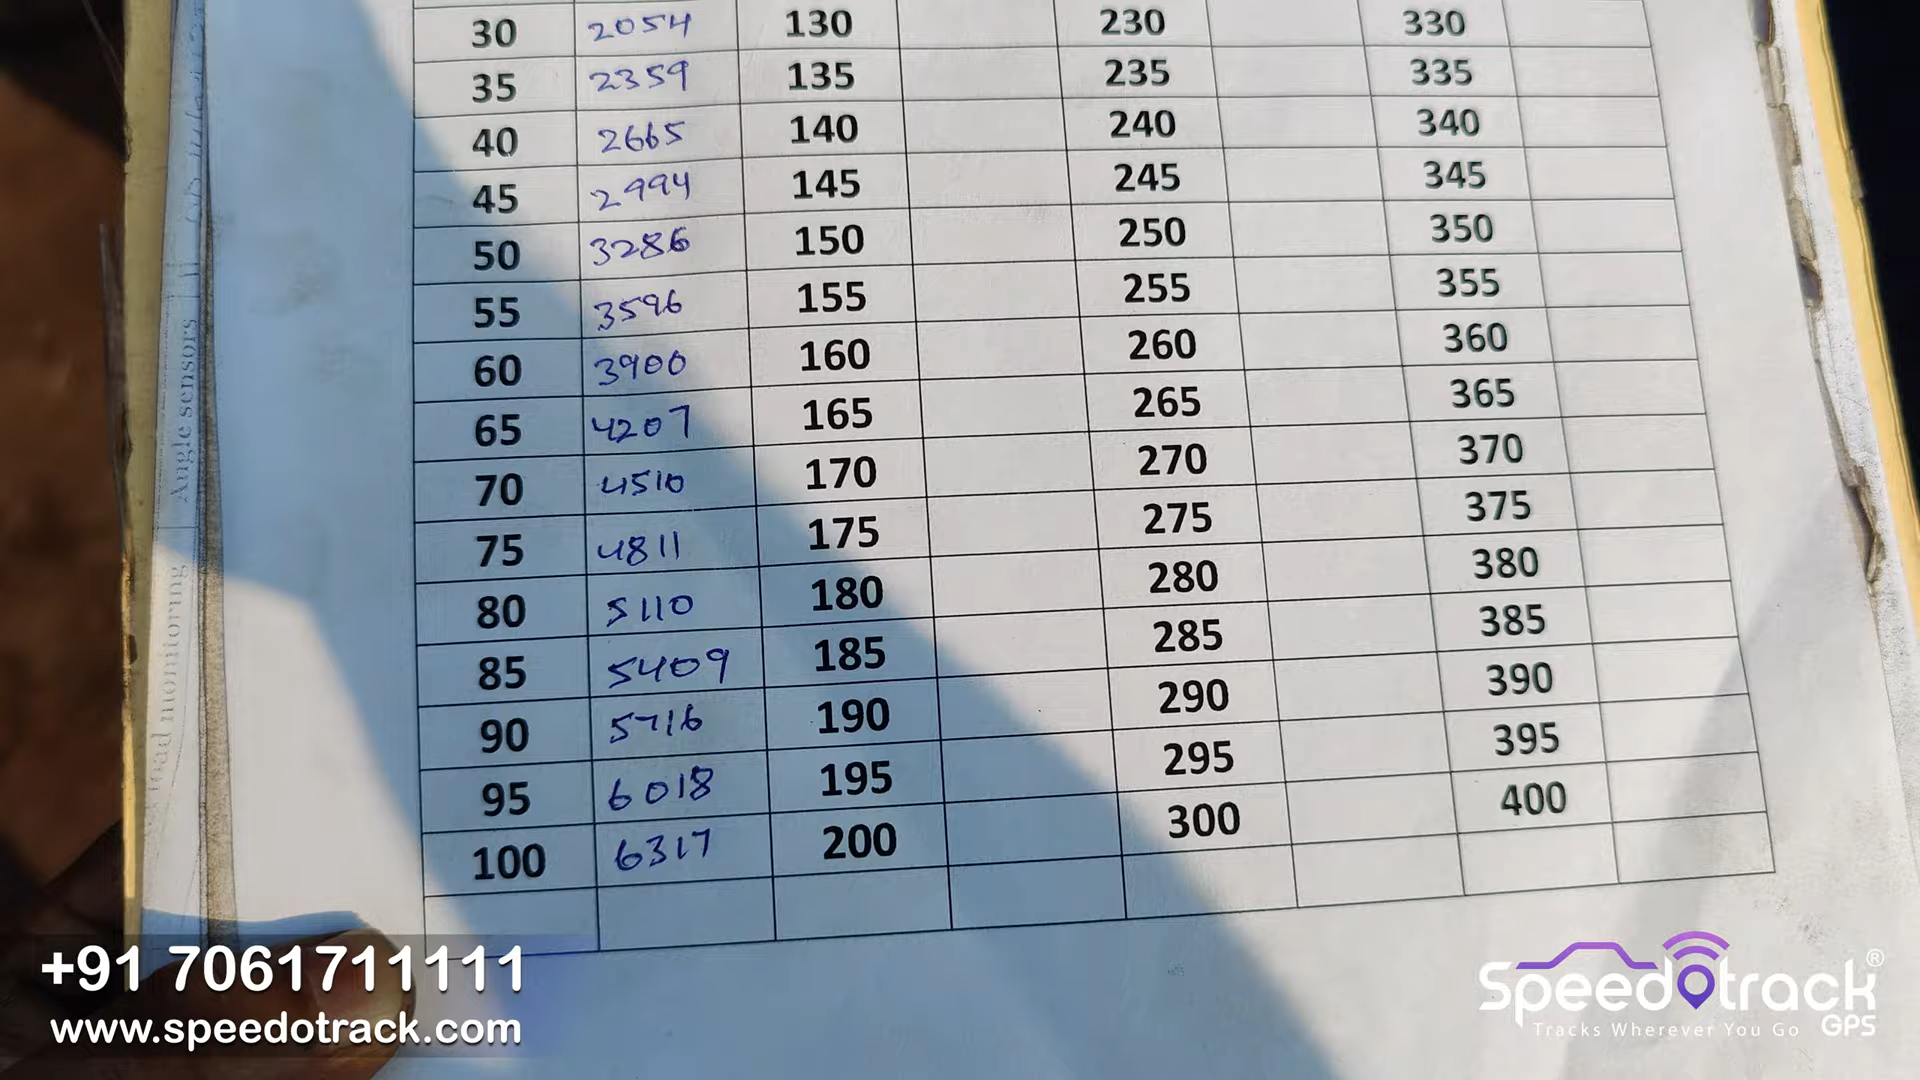 30 2054 130 230 330
35 2359 135 235 335
40 2665 140 240 340
45 2994 145 245 345
50 3286 150 250 350
55 3596 155 255 355
60 3900 160 260 360
65 4207 165 265 365
70 4510 170 270 370
75 4811 175 275 375
80 5110 180 280 380
85 5409 185 285 385
90 5716 190 290 390
95 6018 195 295 395
100 6317 200 300 400
monitoring | Angle sensors |
+91 7061711111
www.speedotrack.com
Speedotrack®
GPS
Tracks Wherever You Go